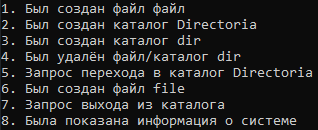 1. Был создан файл файл
2. Был создан каталог Directoria
3. Был создан каталог dir
4. Был удалён файл/каталог dir
5. Запрос перехода в каталог Directoria
6. Был создан файл file
7. Запрос выхода из каталога
8. Была показана информация о системе